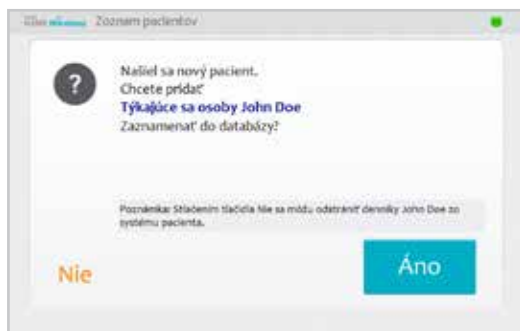 Zoznam pacientov
?
Našiel sa nový pacient.
Chcete pridať
Týkajúce sa osoby John Doe
Zaznamenať do databázy?
Poznámka: Stlačením tlačidla Nie sa môžu odstrániť denníky John Doe zo
systému pacienta.
Nie
Áno